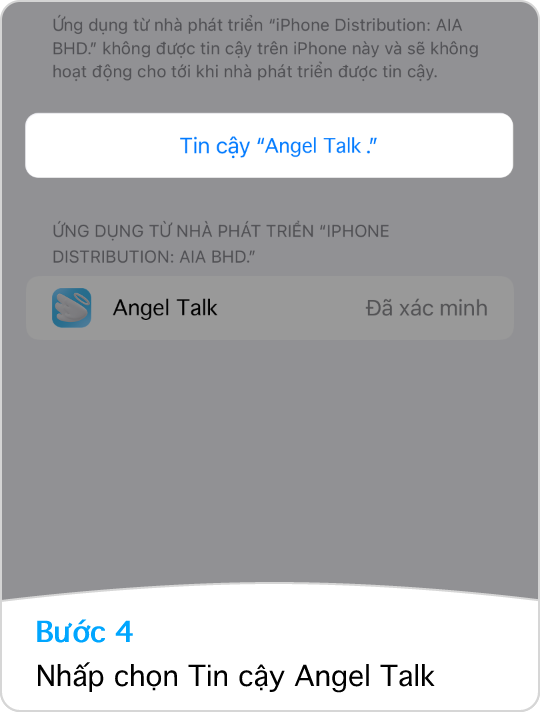 Ứng dụng từ nhà phát triển “iPhone Distribution: AIA
BHD.” không được tin cậy trên iPhone này và sẽ không
hoạt động cho tới khi nhà phát triển được tin cậy.
Tin cậy “Angel Talk .”
ỨNG DỤNG TỪ NHÀ PHÁT TRIỂN “IPHONE
DISTRIBUTION: AIA BHD.”
Angel Talk Đã xác minh
Bước 4
Nhấp chọn Tin cậy Angel Talk